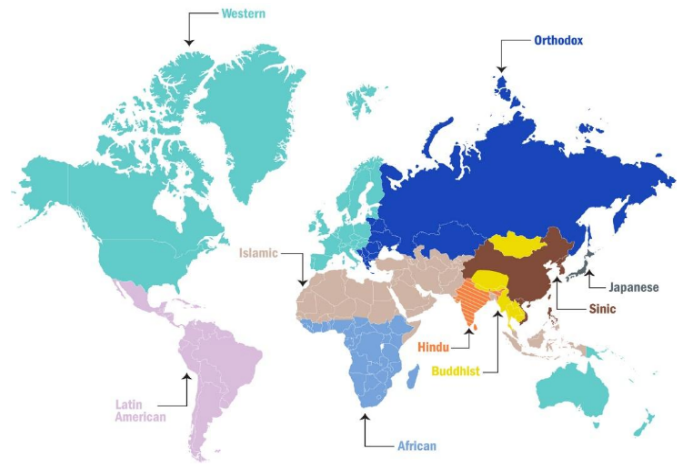 Western
Orthodox
Islamic
Japanese
Sinic
Hindu
Buddhist
Latin
American
African